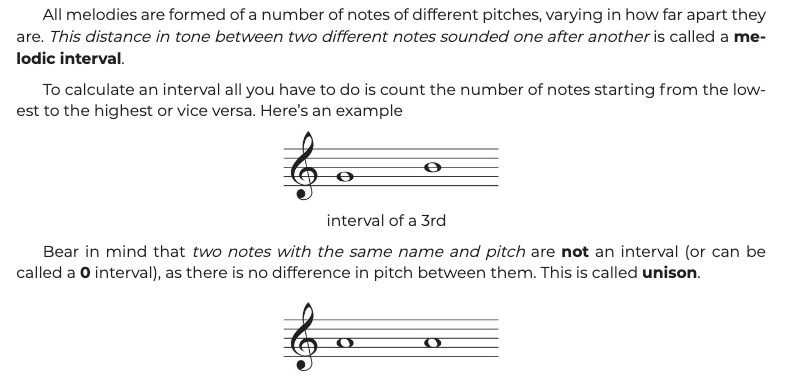 All melodies are formed of a number of notes of different pitches, varying in how far apart they
are. This distance in tone between two different notes sounded one after another is called a me-
lodic interval.
To calculate an interval all you have to do is count the number of notes starting from the low-
est to the highest or vice versa. Here’s an example
interval of a 3rd
Bear in mind that two notes with the same name and pitch are not an interval (or can be
called a 0 interval), as there is no difference in pitch between them. This is called unison.